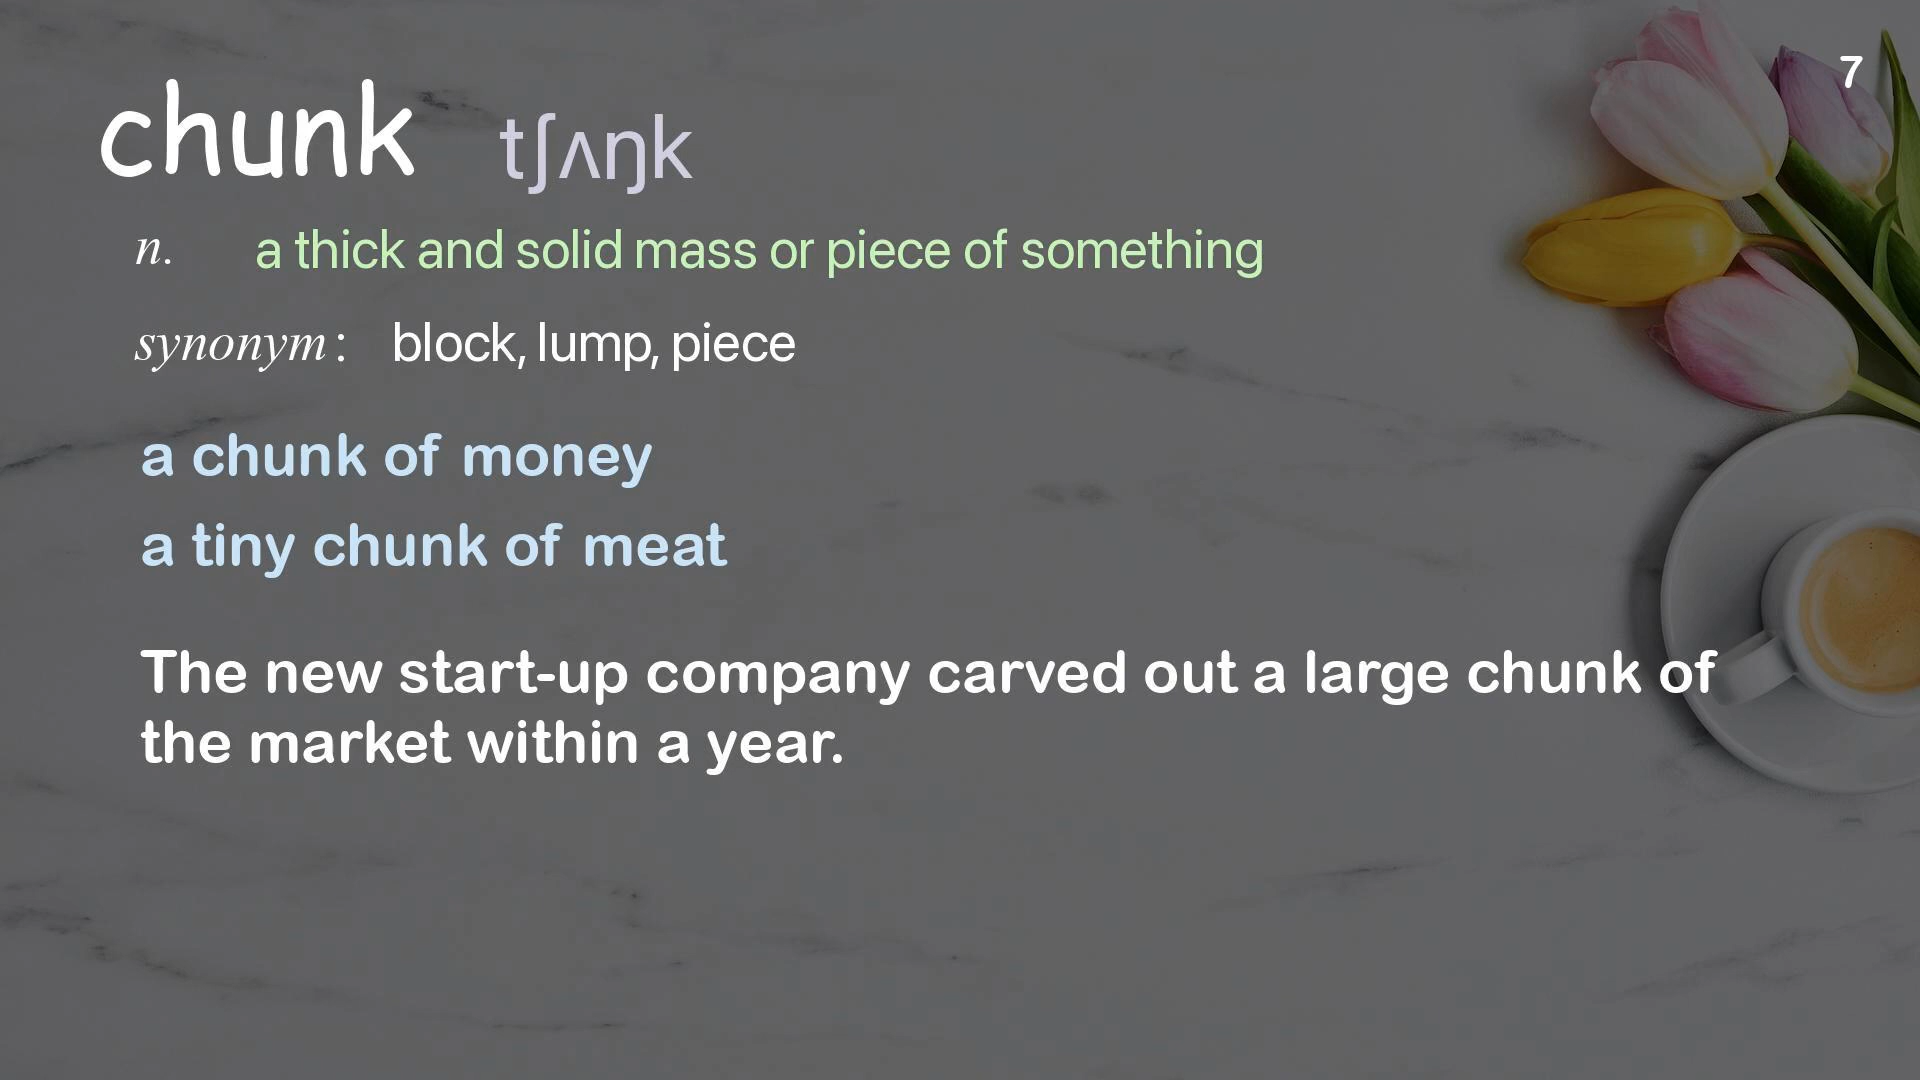 7
chunk tʃʌŋk
n. a thick and solid mass or piece of something
synonym: block, lump, piece
a chunk of money
a tiny chunk of meat
The new start-up company carved out a large chunk of
the market within a year.